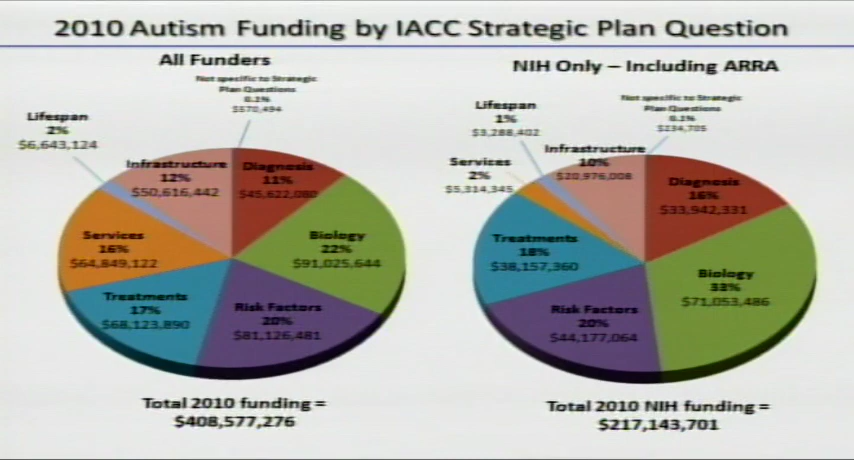 2010 Autism Funding by IACC Strategic Plan Question
All Funders
Not specific to Strategic
Plan Questions
0.1%
$570,494
Lifespan
2%
$6,643,124
Infrastructure
12%
$50,616,442
Diagnosis
11%
$45,622,080
Services
16%
$64,849,122
Biology
22%
$91,025,644
Treatments
17%
$68,123,890
Risk Factors
20%
$81,126,481
Total 2010 funding =
$408,577,276
NIH Only – Including ARRA
Not specific to Strategic
Plan Questions
0.1%
$234,705
Lifespan
1%
$3,288,402
Infrastructure
10%
$20,976,008
Services
2%
$5,314,345
Diagnosis
16%
$33,942,331
Treatments
18%
$38,157,360
Biology
33%
$71,053,486
Risk Factors
20%
$44,177,064
Total 2010 NIH funding =
$217,143,701